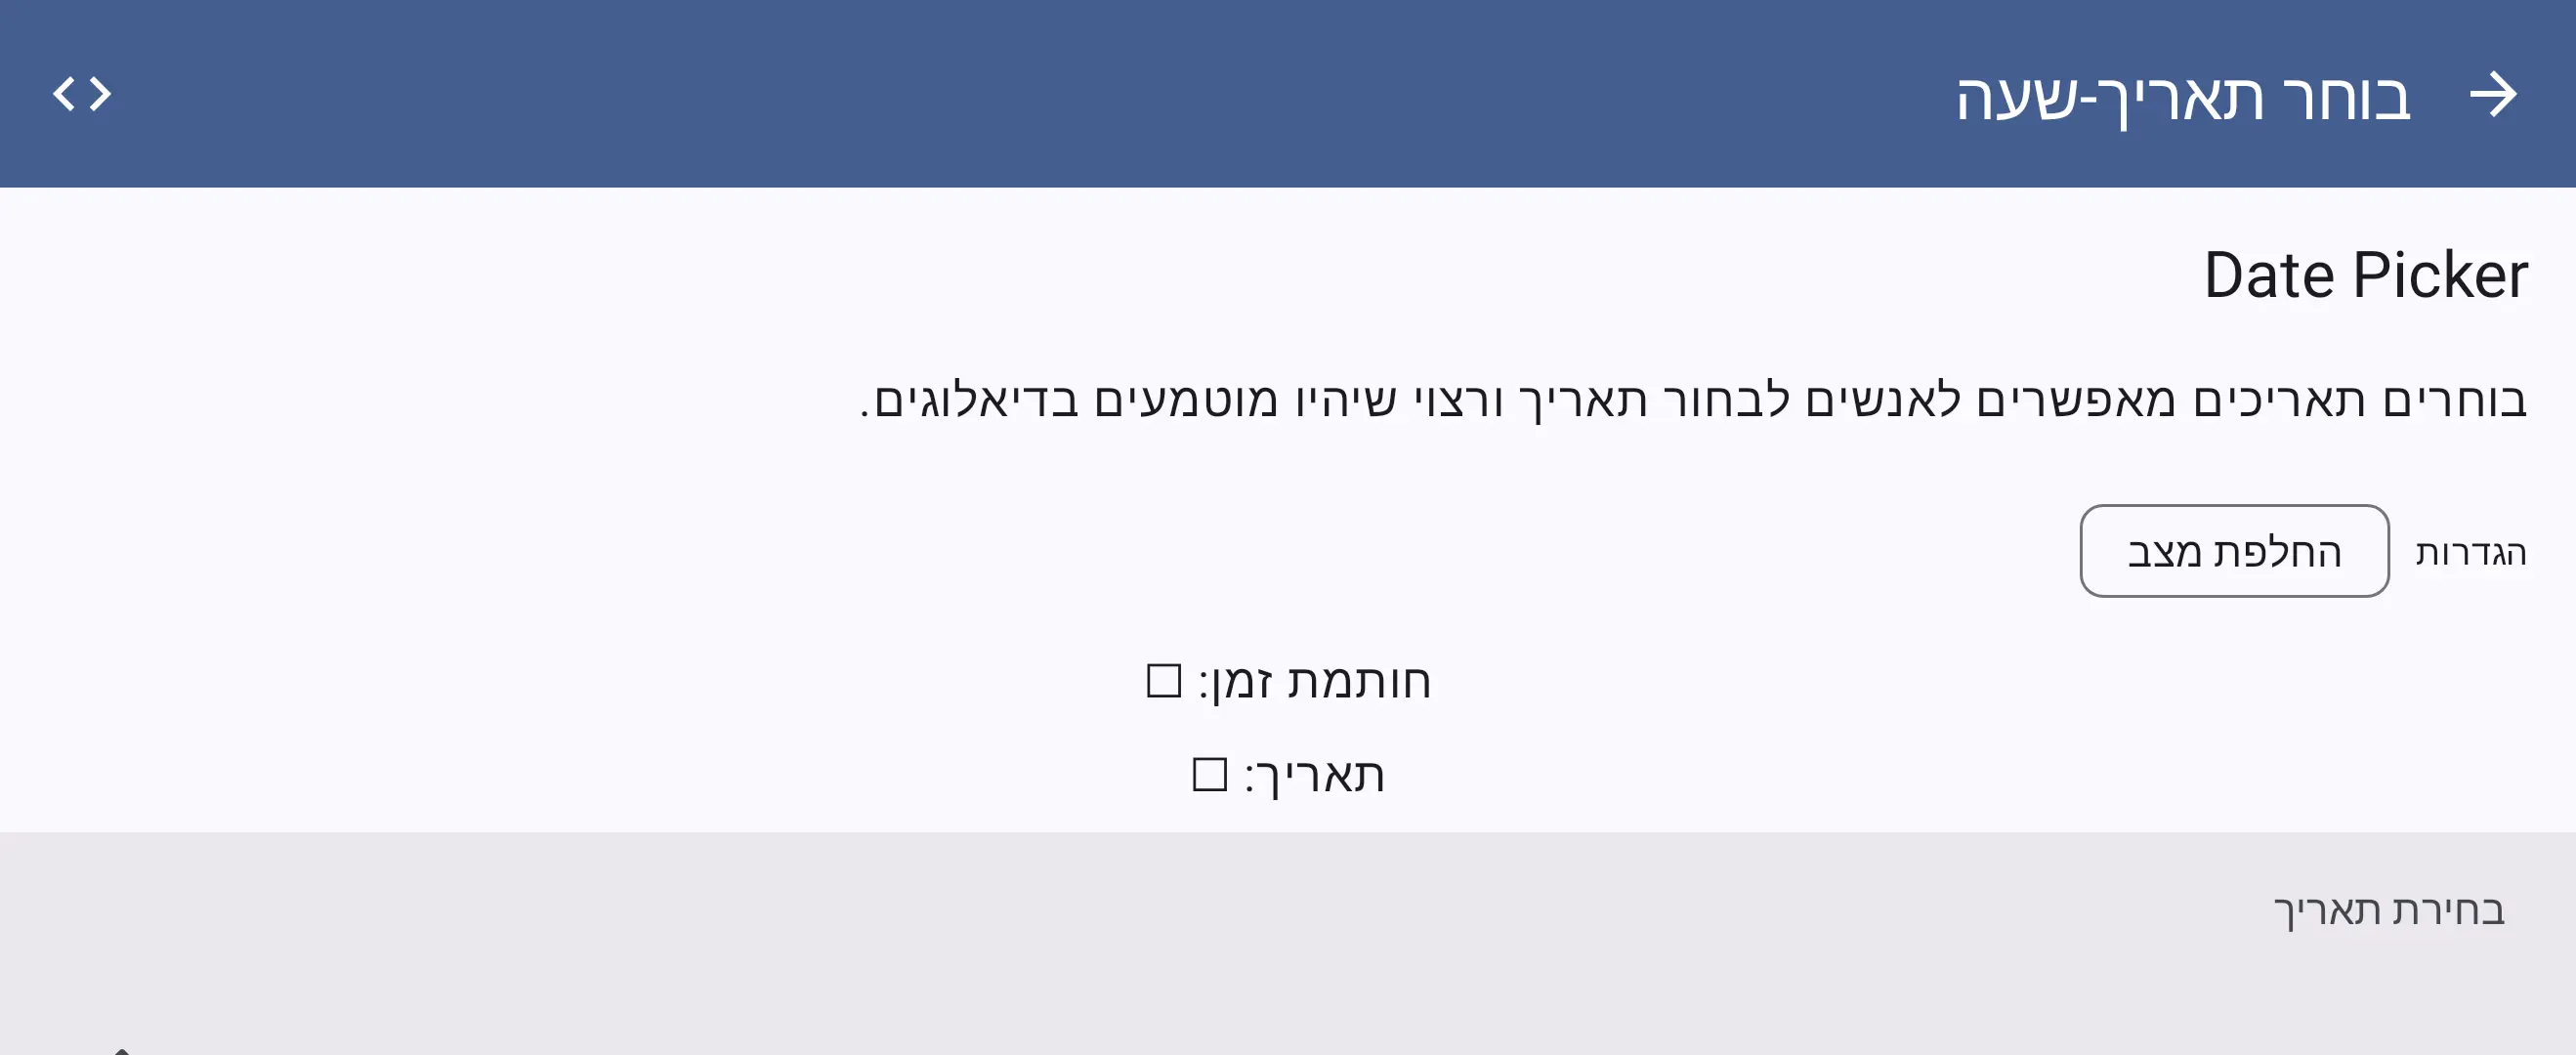 בוחר תאריך-שעה
Date Picker
בוחרים תאריכים מאפשרים לאנשים לבחור תאריך ורצוי שיהיו מוטמעים בדיאלוגים.
הגדרות החלפת מצב
חותמת זמן: ☐
תאריך: ☐
בחירת תאריך